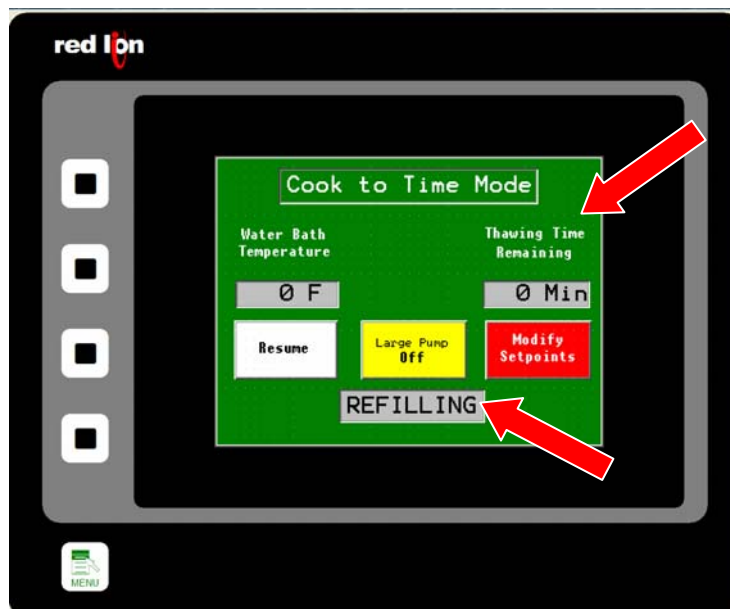 red lion
Cook to Time Mode
Water Bath
Temperature
Thawing Time
Remaining
0 F
0 Min
Resume
Large Pump
Off
Modify
Setpoints
REFILLING
MENU